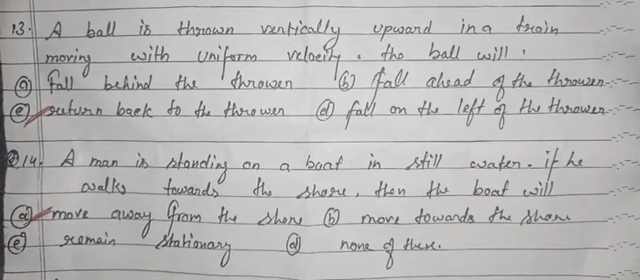 13. A ball is thrown vertically upward in a train
moving with uniform velocity. the ball will :
(a) fall behind the thrower (b) fall ahead of the thrower
(c) return back to the thrower (d) fall on the left of the thrower
14. A man is standing on a boat in still water. if he
walks towards the shore, then the boat will
(a) move away from the shore (b) move towards the shore
(c) remain stationary (d) none of these.